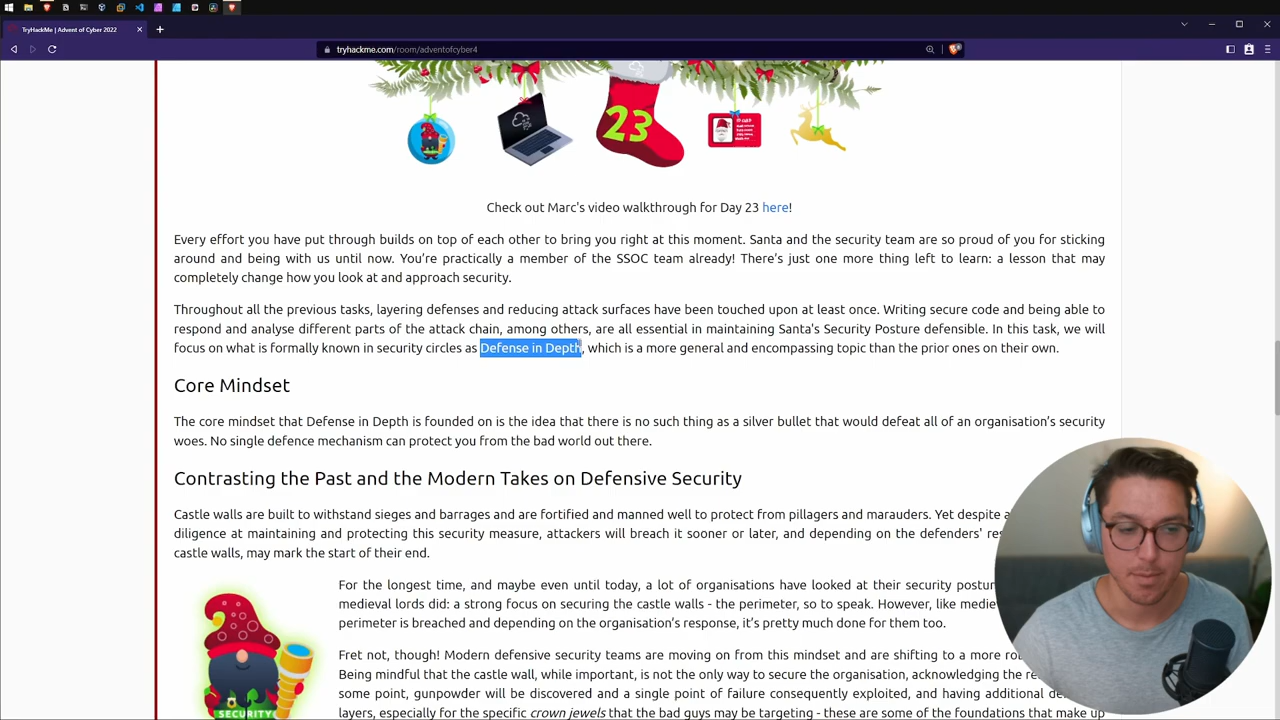 TryHackMe | Advent of Cyber 2022
tryhackme.com/room/adventofcyber4
23
Check out Marc's video walkthrough for Day 23 here!
Every effort you have put through builds on top of each other to bring you right at this moment. Santa and the security team are so proud of you for sticking
around and being with us until now. You're practically a member of the SSOC team already! There's just one more thing left to learn: a lesson that may
completely change how you look at and approach security.
Throughout all the previous tasks, layering defenses and reducing attack surfaces have been touched upon at least once. Writing secure code and being able to
respond and analyse different parts of the attack chain, among others, are all essential in maintaining Santa's Security Posture defensible. In this task, we will
focus on what is formally known in security circles as Defense in Depth, which is a more general and encompassing topic than the prior ones on their own.
Core Mindset
The core mindset that Defense in Depth is founded on is the idea that there is no such thing as a silver bullet that would defeat all of an organisation's security
woes. No single defence mechanism can protect you from the bad world out there.
Contrasting the Past and the Modern Takes on Defensive Security
Castle walls are built to withstand sieges and barrages and are fortified and manned well to protect from pillagers and marauders. Yet despite
diligence at maintaining and protecting this security measure, attackers will breach it sooner or later, and depending on the defenders'
castle walls, may mark the start of their end.
For the longest time, and maybe even until today, a lot of organisations have looked at their security
medieval lords did: a strong focus on securing the castle walls - the perimeter, so to speak. However, like
perimeter is breached and depending on the organisation's response, it's pretty much done for them too.
Fret not, though! Modern defensive security teams are moving on from this mindset and are shifting to a more
Being mindful that the castle wall, while important, is not the only way to secure the organisation, acknowledging the
some point, gunpowder will be discovered and a single point of failure consequently exploited, and having additional
layers, especially for the specific crown jewels that the bad guys may be targeting - these are some of the foundations that make up
SECURITY